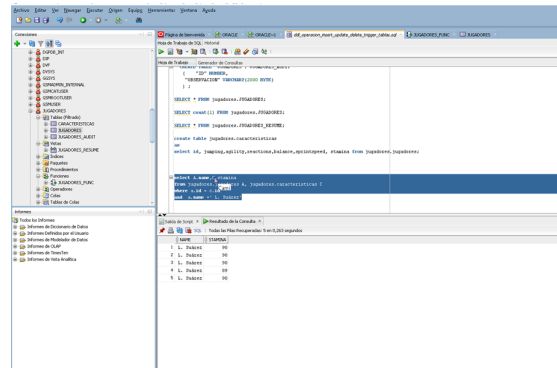 Archivo Editar Ver Navegar Ejecutar Origen Equipo Herramientas Ventana Ayuda
Conexiones
DGPDB_INT
DIP
DVF
DVSYS
GGSYS
GSMADMIN_INTERNAL
GSMCATUSER
GSMROOTUSER
GSMUSER
JUGADORES
Tablas (Filtrado)
CARACTERISTICAS
JUGADORES
JUGADORES_AUDIT
Vistas
JUGADORES_RESUME
Índices
Paquetes
Procedimientos
Funciones
JUGADORES_FUNC
Operadores
Colas
Tablas de Colas
Informes
Todos los Informes
Informes de Diccionario de Datos
Informes Definidos por el Usuario
Informes de Modelador de Datos
Informes de OLAP
Informes de TimesTen
Informes de Vista Analítica
Página de bienvenida
ORACLE
ORACLE~1
ddl_operacion_insert_update_delete_trigger_tablas.sql
JUGADORES_FUNC
JUGADORES
Hoja de Trabajo de SQL: Historial
Hoja de Trabajo Generador de Consultas
( "ID" NUMBER,
"OBSERVACION" VARCHAR2(2000 BYTE)
) ;
SELECT * FROM jugadores.JUGADORES;
SELECT count(1) FROM jugadores.JUGADORES;
SELECT * FROM jugadores.JUGADORES_RESUME;
create table jugadores.caracteristicas
as
select id, jumping,agility,reactions,balance,sprintspeed, stamina from jugadores.jugadores;
stamina
jugadores.caracteristicas
where
L. Suárez'
Salida de Script Resultado de la Consulta
SQL | Todas las Filas Recuperadas: 5 en 0,263 segundos
NAME STAMINA
1 L. Suárez 90
2 L. Suárez 90
3 L. Suárez 90
4 L. Suárez 89
5 L. Suárez 90